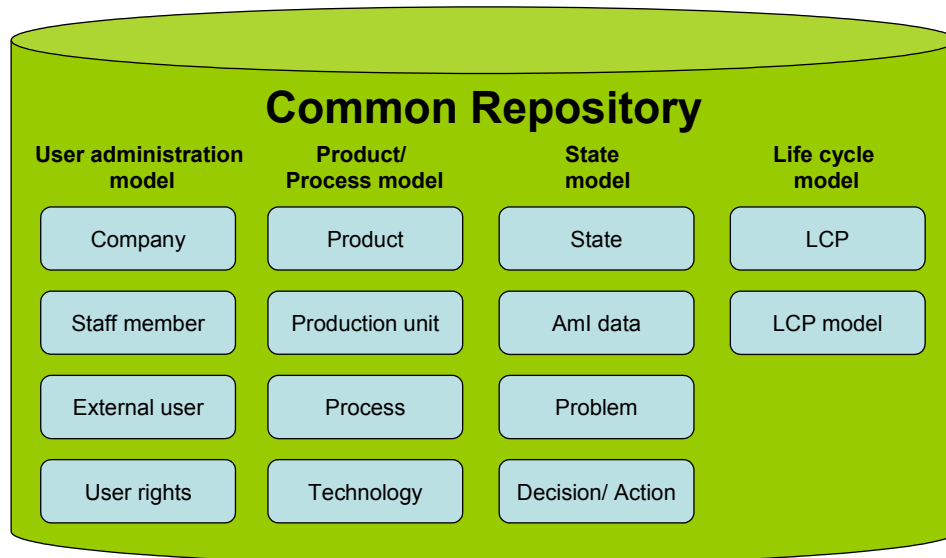 Common Repository
User administration
model
Company
Staff member
External user
User rights
Product/
Process model
Product
Production unit
Process
Technology
State
model
State
AmI data
Problem
Decision/ Action
Life cycle
model
LCP
LCP model